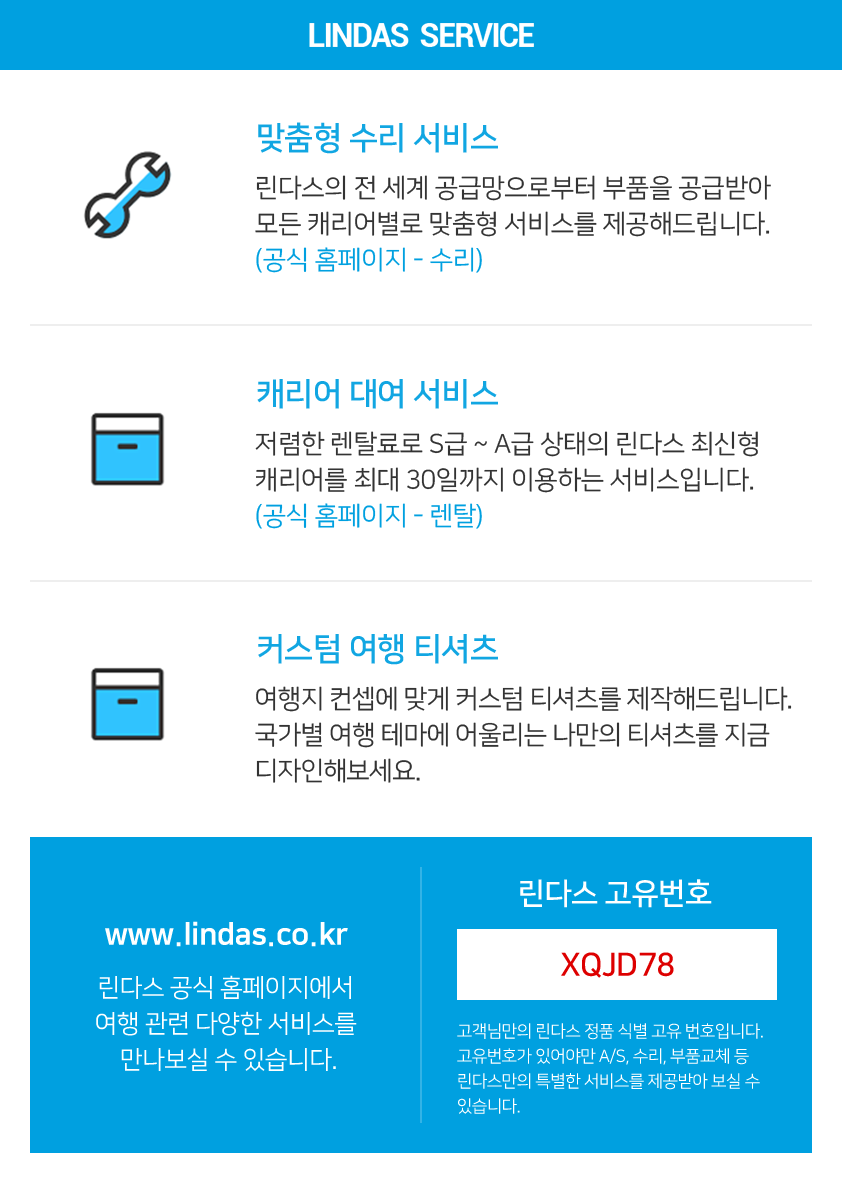 LINDAS SERVICE
맞춤형 수리 서비스
린다스의 전 세계 공급망으로부터 부품을 공급받아
모든 캐리어별로 맞춤형 서비스를 제공해드립니다.
(공식 홈페이지 - 수리)
캐리어 대여 서비스
저렴한 렌탈료로 S급 ~ A급 상태의 린다스 최신형
캐리어를 최대 30일까지 이용하는 서비스입니다.
(공식 홈페이지 - 렌탈)
커스텀 여행 티셔츠
여행지 컨셉에 맞게 커스텀 티셔츠를 제작해드립니다.
국가별 여행 테마에 어울리는 나만의 티셔츠를 지금
디자인해보세요.
www.lindas.co.kr
린다스 공식 홈페이지에서
여행 관련 다양한 서비스를
만나보실 수 있습니다.
린다스 고유번호
XQJD78
고객님만의 린다스 정품 식별 고유 번호입니다.
고유번호가 있어야만 A/S, 수리, 부품교체 등
린다스만의 특별한 서비스를 제공받아 보실 수
있습니다.